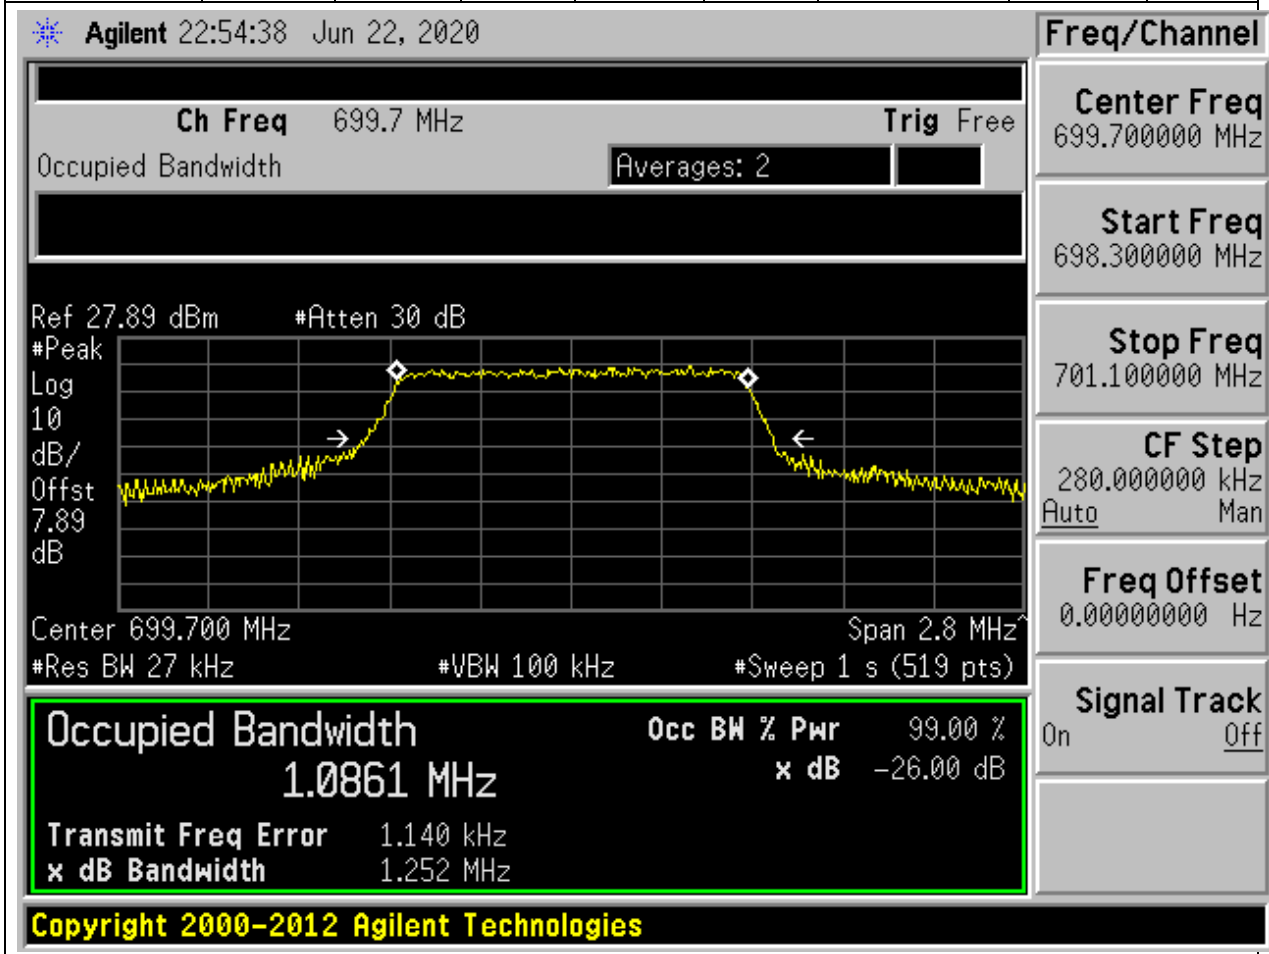 Agilent 22:54:38 Jun 22, 2020
Freq/Channel
Ch Freq 699.7 MHz Trig Free
Occupied Bandwidth Averages: 2
Center Freq
699.700000 MHz
Start Freq
698.300000 MHz
Stop Freq
701.100000 MHz
CF Step
280.000000 kHz
Auto Man
Freq Offset
0.00000000 Hz
Signal Track
On Off
Ref 27.89 dBm #Atten 30 dB
#Peak
Log
10
dB/
Offst
7.89
dB
Center 699.700 MHz Span 2.8 MHz^
#Res BW 27 kHz #VBW 100 kHz #Sweep 1 s (519 pts)
Occupied Bandwidth Occ BW % Pwr 99.00 %
1.0861 MHz x dB -26.00 dB
Transmit Freq Error 1.140 kHz
x dB Bandwidth 1.252 MHz
Copyright 2000-2012 Agilent Technologies